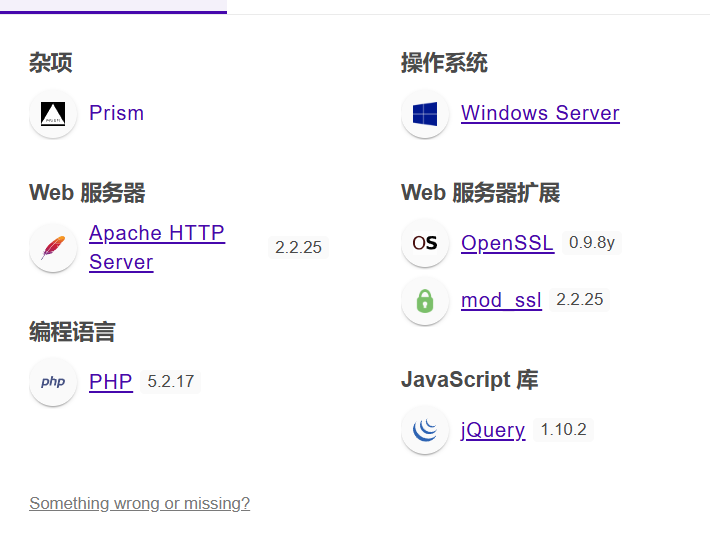 杂项
Prism
Web 服务器
Apache HTTP
Server
2.2.25
编程语言
php
PHP 5.2.17
操作系统
Windows Server
Web 服务器扩展
OS
OpenSSL 0.9.8y
mod_ssl 2.2.25
JavaScript 库
jQuery 1.10.2
Something wrong or missing?